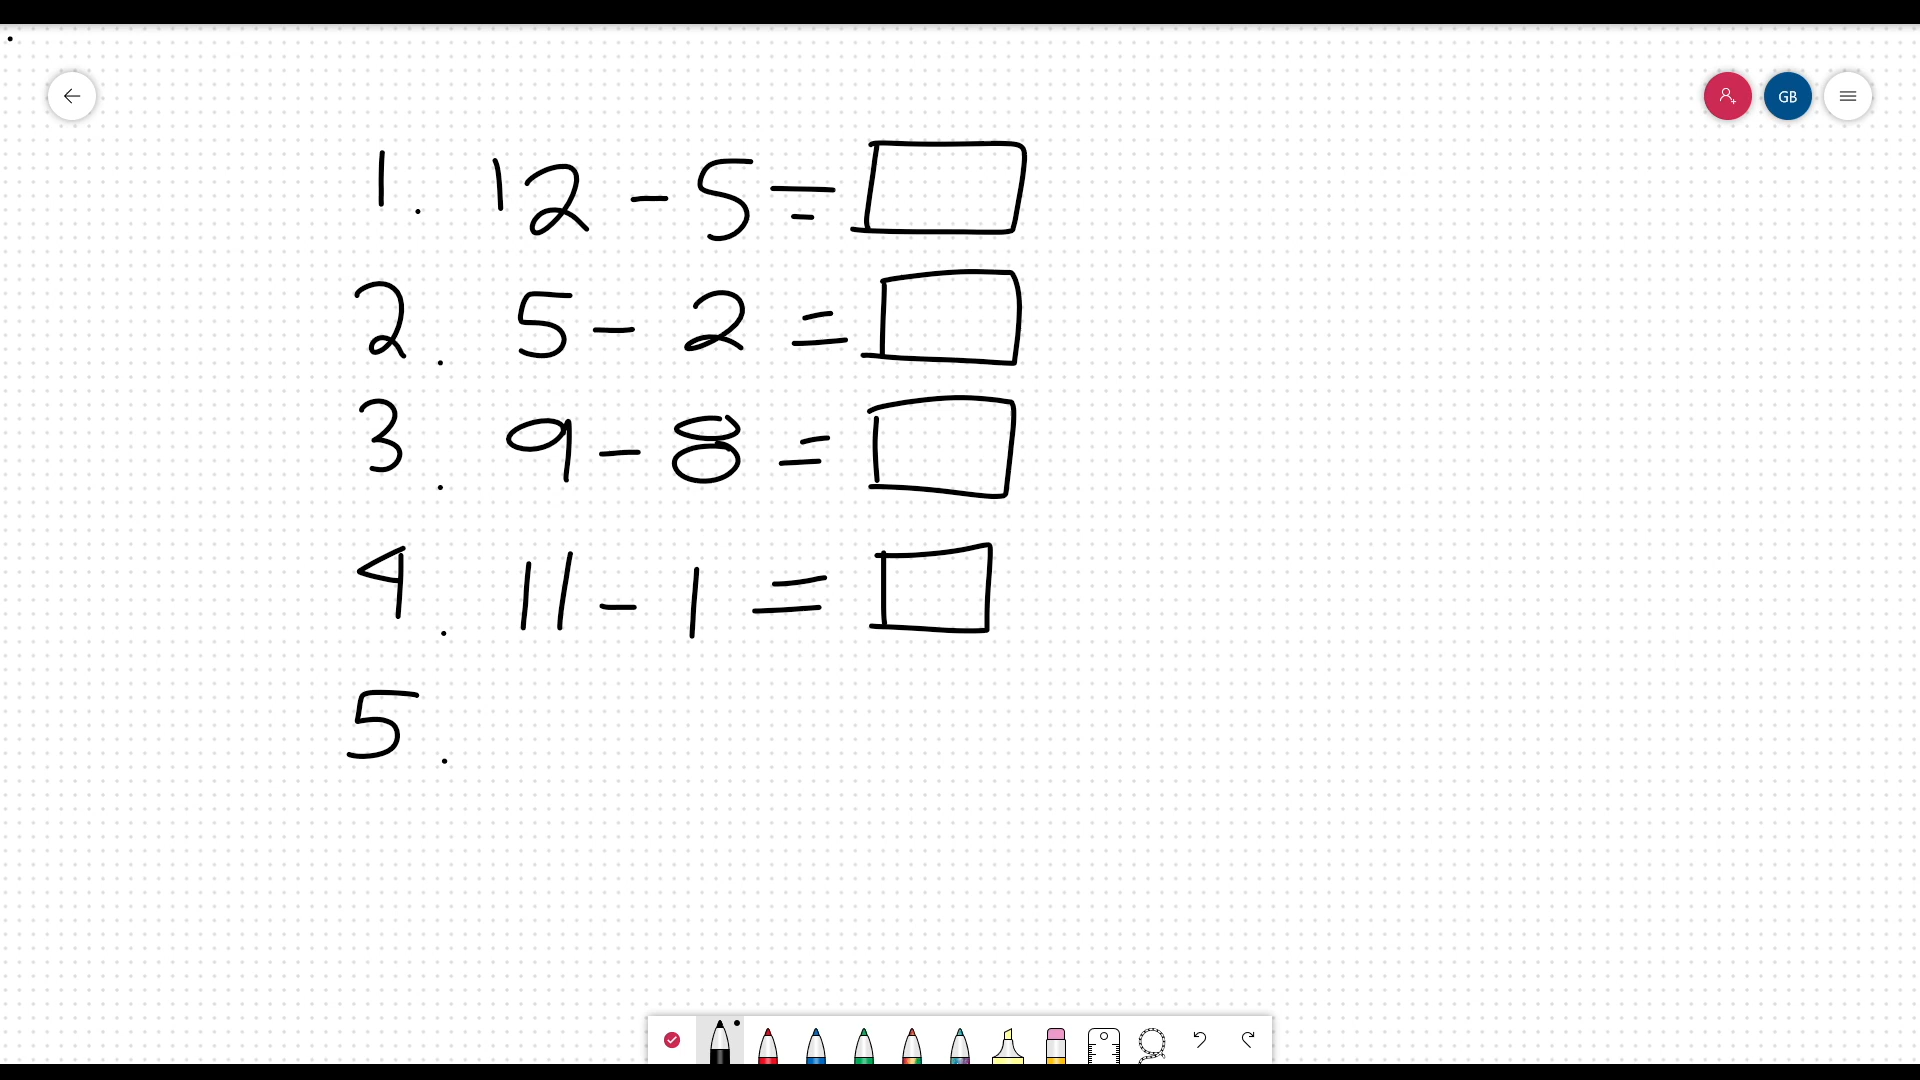 GB
1. 12 - 5 =
2. 5 - 2 =
3. 9 - 8 =
4. 11 - 1 =
5.